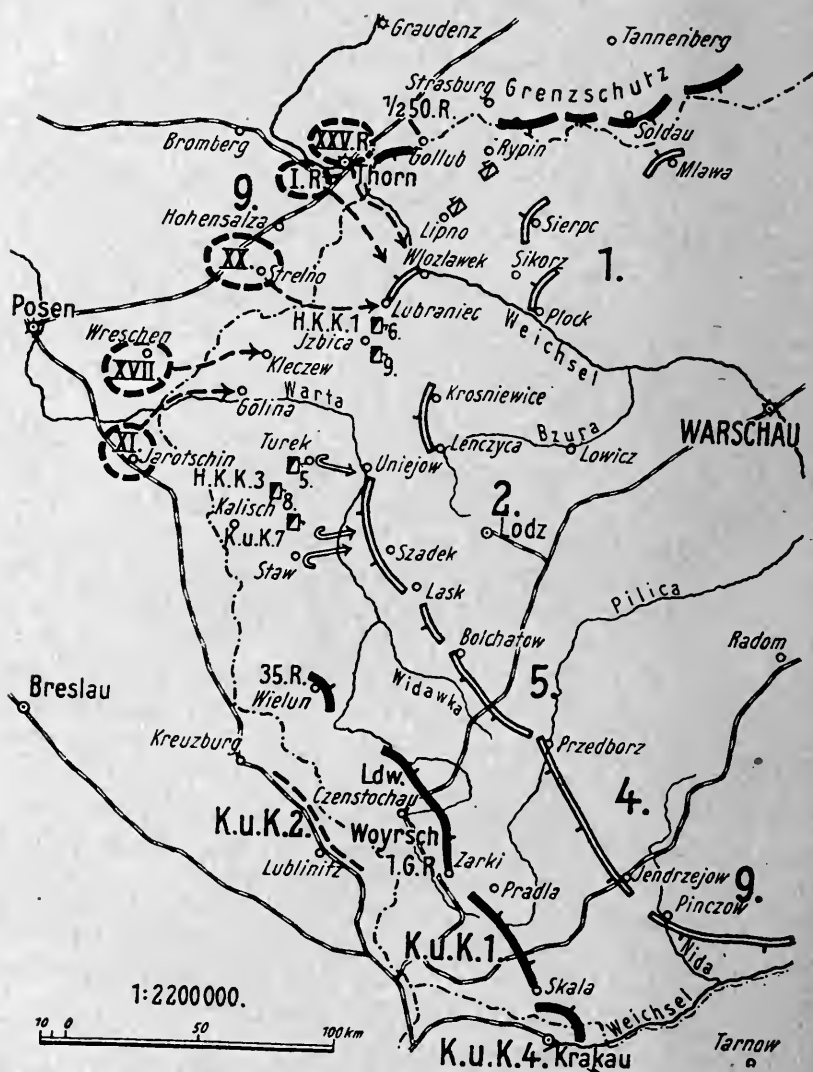 Graudenz
Tannenberg
Strasburg
Grenzschutz
1/2 50.R.
Soldau
Bromberg
XXV.R.
Gollub
Rypin
Mlawa
I.R.
Thorn
9.
Hohensalza
Lipno
Sierpc
XX.
Strelno
Wlozlawek
Sikorz
1.
Posen
Lubraniec
Plock
Wreschen
H.K.K.1
6.
Weichsel
XVII
Jzbica
9.
Kleczew
Golina
Warta
Krosniewice
WARSCHAU
XI.
Jarotschin
Turek
Lenczyca
Bzura
Lowicz
H.K.K.3
5.
Uniejow
8.
2.
Kalisch
Lodz
K.u.K.7
Szadek
Staw
Lask
Pilica
Bolchatow
Radom
35.R.
Breslau
Wielun
Widawka
5.
Kreuzburg
Przedborz
Ldw.
Czenstochau
4.
K.u.K.2.
Woyrsch
Lublinitz
1.G.R.
Zarki
Jendrzejow
Pradla
9.
Pinczow
K.u.K.1.
Nida
1:2200000.
Skala
Weichsel
10 0 50 100 km
K.u.K.4.
Krakau
Tarnow